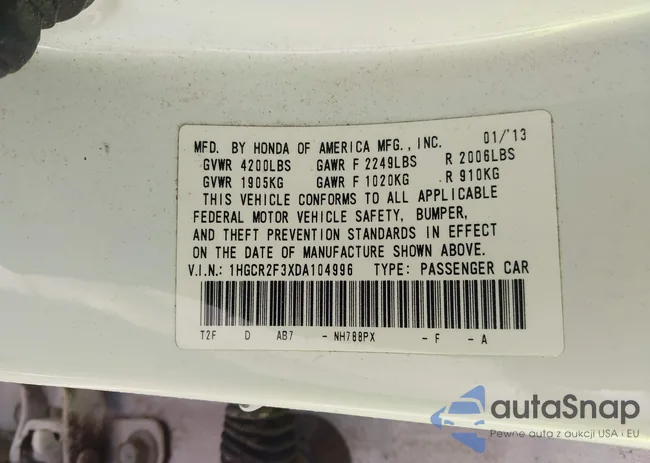 MFD. BY HONDA OF AMERICA MFG., INC. 01/'13
GVWR 4200LBS GAWR F 2249LBS R 2006LBS
GVWR 1905KG GAWR F 1020KG R 910KG
THIS VEHICLE CONFORMS TO ALL APPLICABLE
FEDERAL MOTOR VEHICLE SAFETY, BUMPER,
AND THEFT PREVENTION STANDARDS IN EFFECT
ON THE DATE OF MANUFACTURE SHOWN ABOVE.
V.I.N.: 1HGCR2F3XDA104996 TYPE: PASSENGER CAR
T2F D AB7 - NH788PX - F - A
autaSnap
Pewne auta z aukcji USA i EU